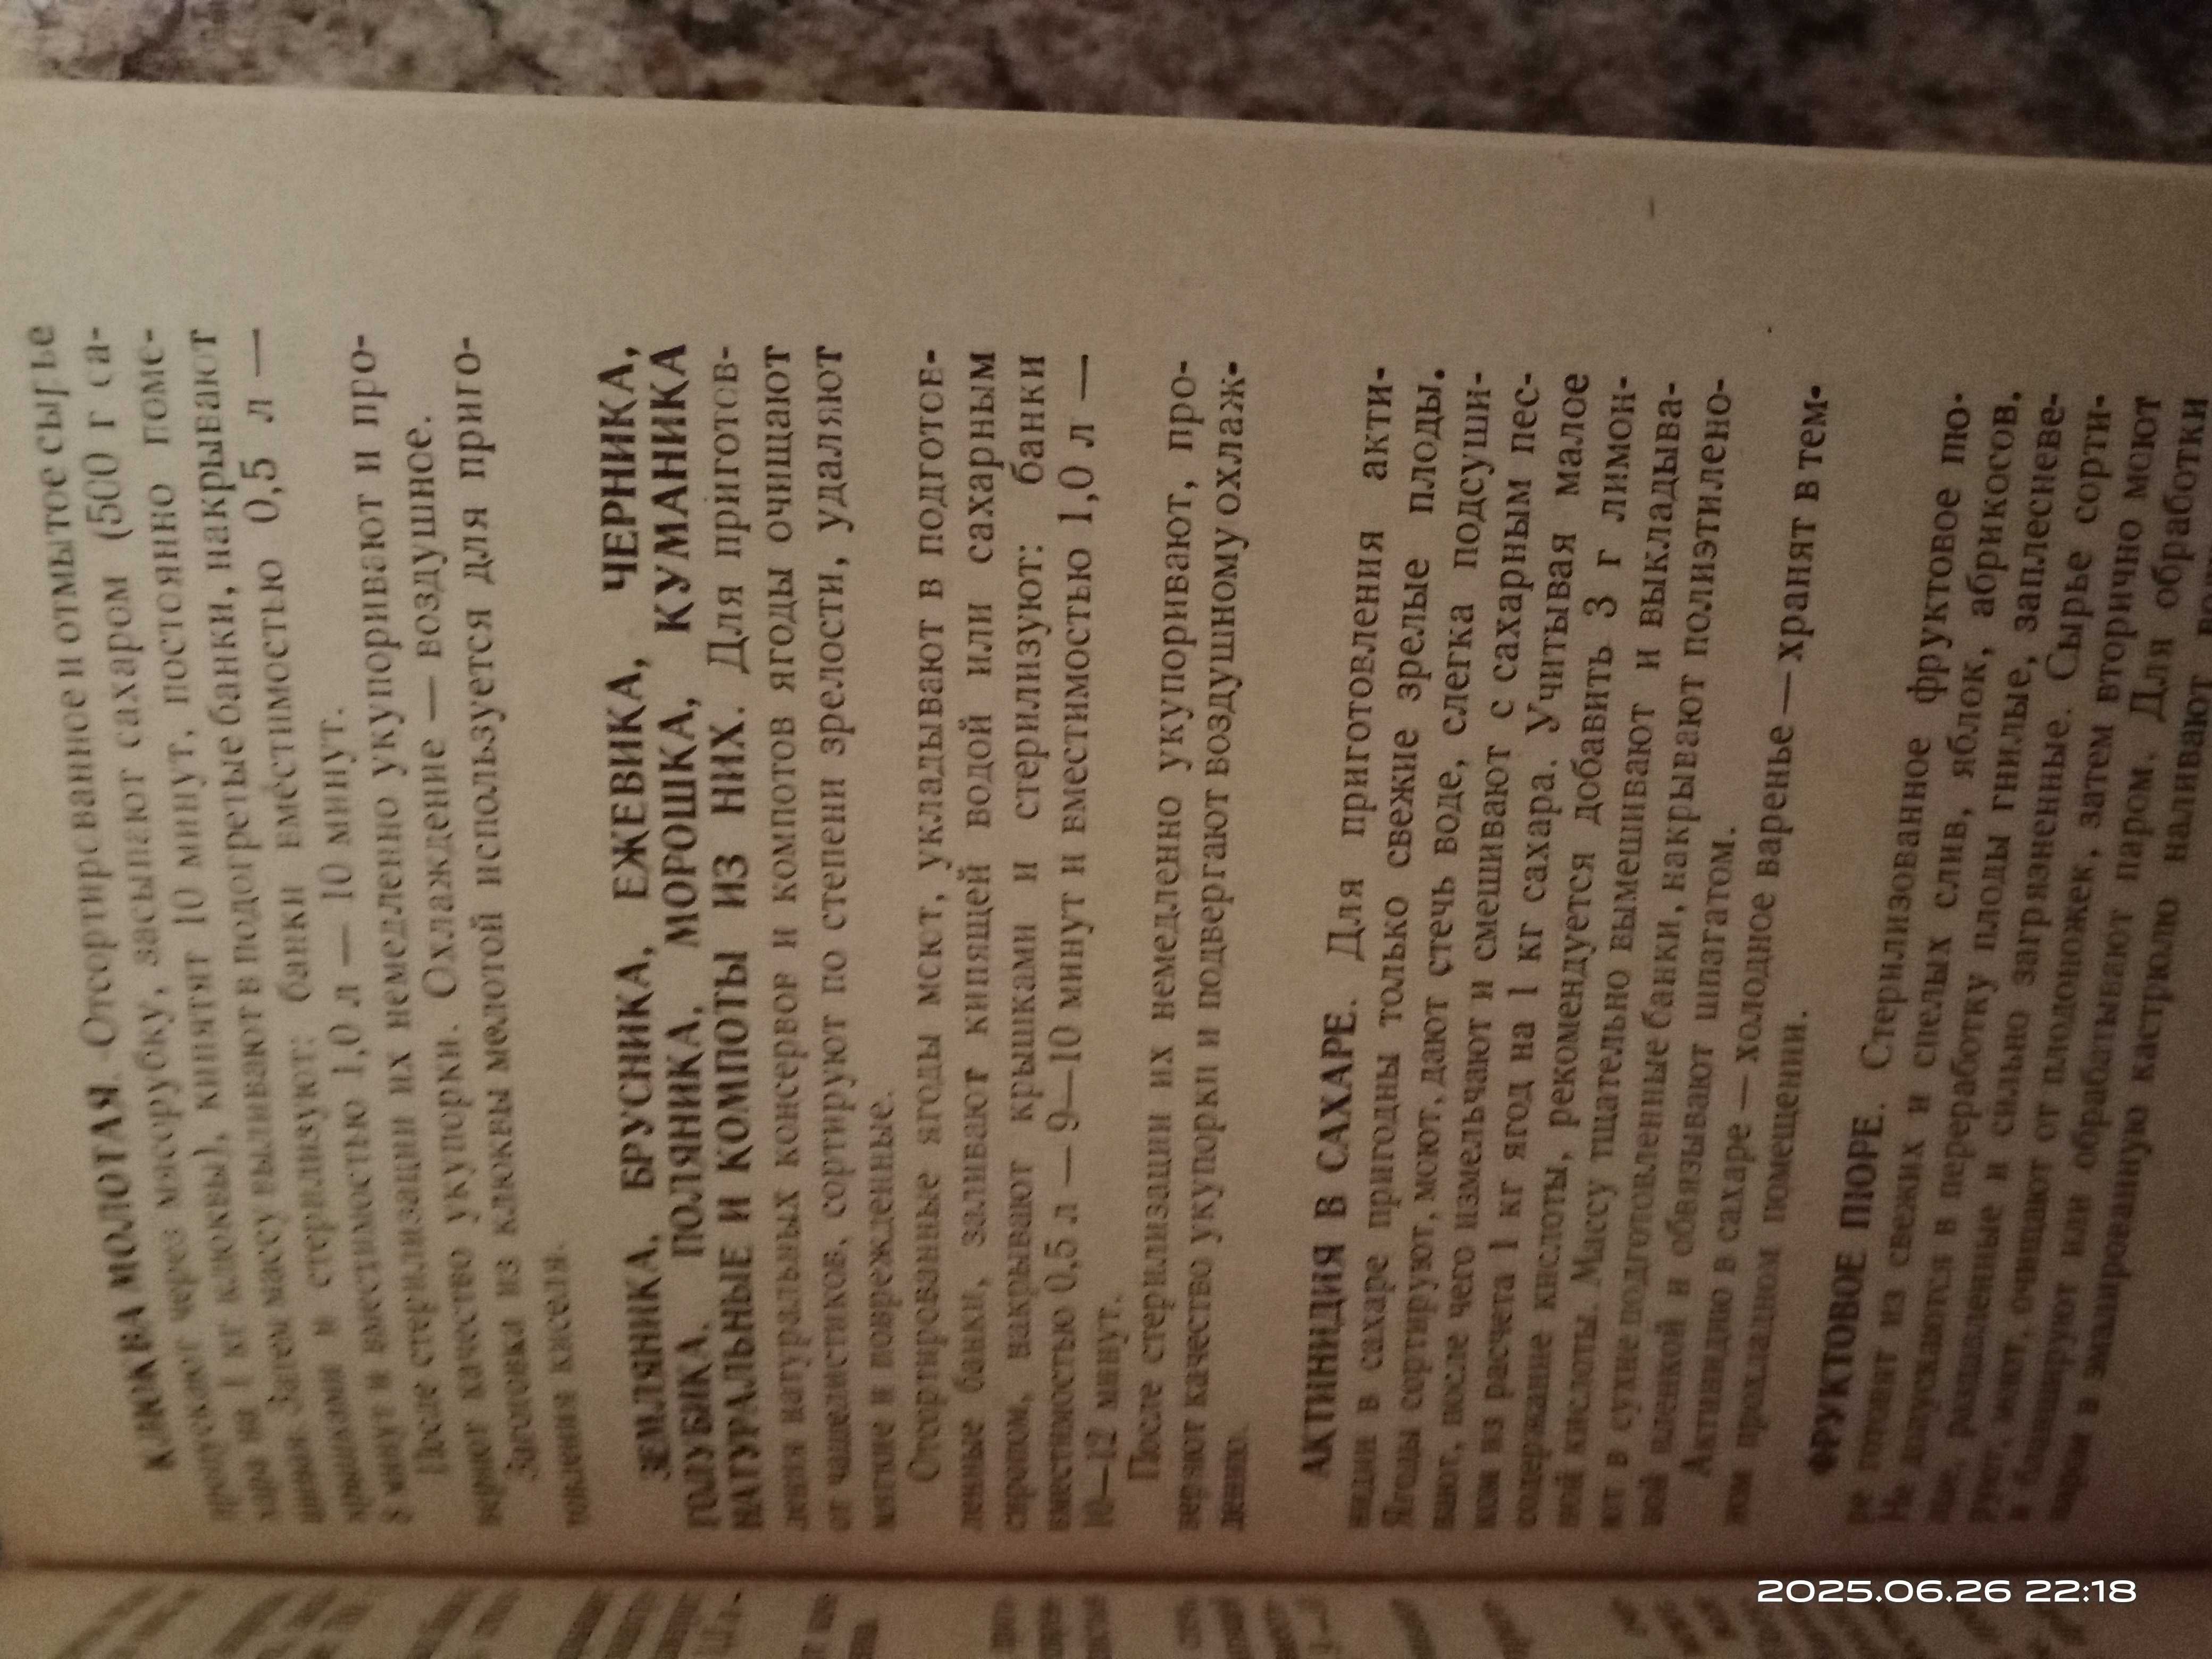 КЛЮКВА МОЛОТАЯ. Отсортированное и отмытое сырье
пропускают через мясорубку, засыпают сахаром (500 г са-
хара на 1 кг клюквы), кипятят 10 минут, постоянно поме-
шивая. Затем массу выливают в подогретые банки, накрывают
крышками и стерилизуют: банки вместимостью 0,5 л —
8 минут и вместимостью 1,0 л — 10 минут.
После стерилизации их немедленно укупоривают и про-
веряют качество укупорки. Охлаждение — воздушное.
Заготовка из клюквы молотой используется для приго-
товления киселя.
ЗЕМЛЯНИКА, БРУСНИКА, ЕЖЕВИКА, ЧЕРНИКА,
ГОЛУБИКА, ПОЛЯНИКА, МОРОШКА, КУМАНИКА
НАТУРАЛЬНЫЕ И КОМПОТЫ ИЗ НИХ. Для приготов-
ления натуральных консервов и компотов ягоды очищают
от чашелистиков, сортируют по степени зрелости, удаляют
мягкие и поврежденные.
Отсортированные ягоды моют, укладывают в подготов-
ленные банки, заливают кипящей водой или сахарным
сиропом, накрывают крышками и стерилизуют: банки
вместимостью 0,5 л — 9—10 минут и вместимостью 1,0 л —
10—12 минут.
После стерилизации их немедленно укупоривают, про-
веряют качество укупорки и подвергают воздушному охлаж-
дению.
АКТИНИДИЯ В САХАРЕ. Для приготовления акти-
нидии в сахаре пригодны только свежие зрелые плоды.
Ягоды сортируют, моют, дают стечь воде, слегка подсуши-
вают, после чего измельчают и смешивают с сахарным пес-
ком из расчета 1 кг ягод на 1 кг сахара. Учитывая малое
содержание кислоты, рекомендуется добавить 3 г лимон-
ной кислоты. Массу тщательно вымешивают и выкладыва-
ют в сухие подготовленные банки, накрывают полиэтилено-
вой пленкой и обвязывают шпагатом.
Актинидию в сахаре — холодное варенье — хранят в тем-
ном прохладном помещении.
ФРУКТОВОЕ ПЮРЕ. Стерилизованное фруктовое пю-
ре готовят из свежих и спелых слив, яблок, абрикосов.
Не допускаются в переработку плоды гнилые, заплесневе-
лые, раздавленные и сильно загрязненные. Сырье сорти-
руют, моют, очищают от плодоножек, затем вторично моют
и бланшируют или обрабатывают паром. Для обработки
паром в эмалированную кастрюлю наливают
2025.06.26 22:18